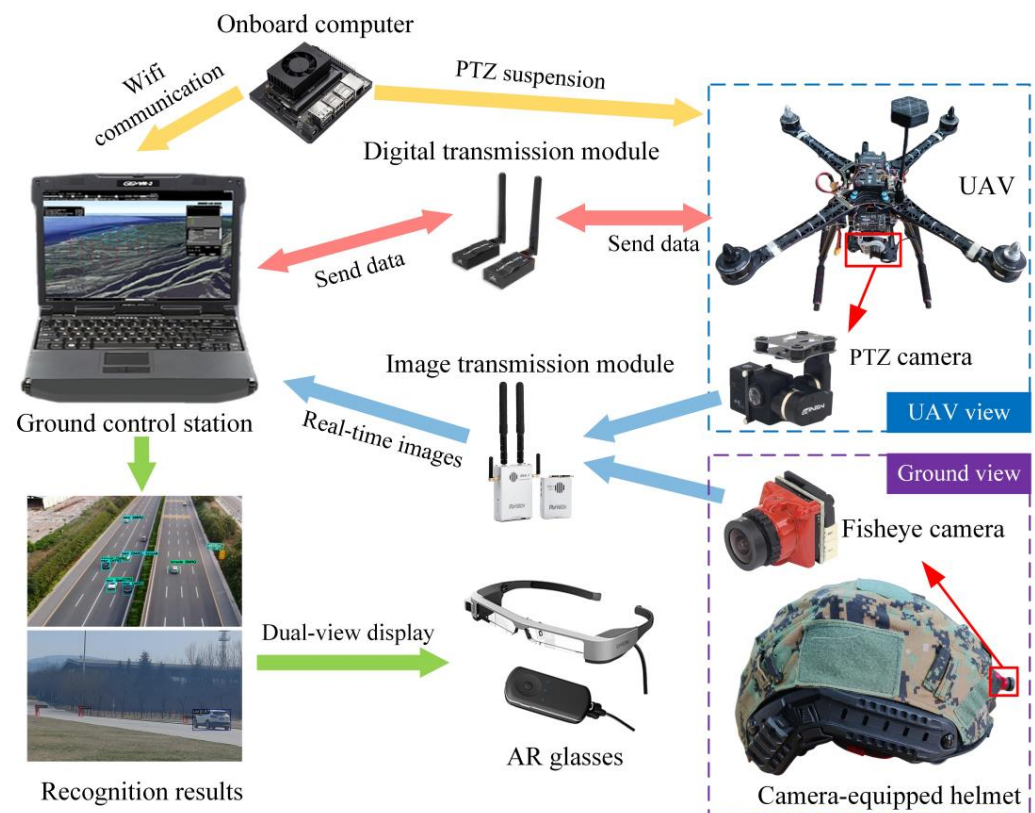 Onboard computer
Wifi
communication
PTZ suspension
Digital transmission module
UAV
Send data
Send data
PTZ camera
Image transmission module
UAV view
Ground control station
Real-time images
Ground view
Fisheye camera
Dual-view display
AR glasses
Recognition results
Camera-equipped helmet